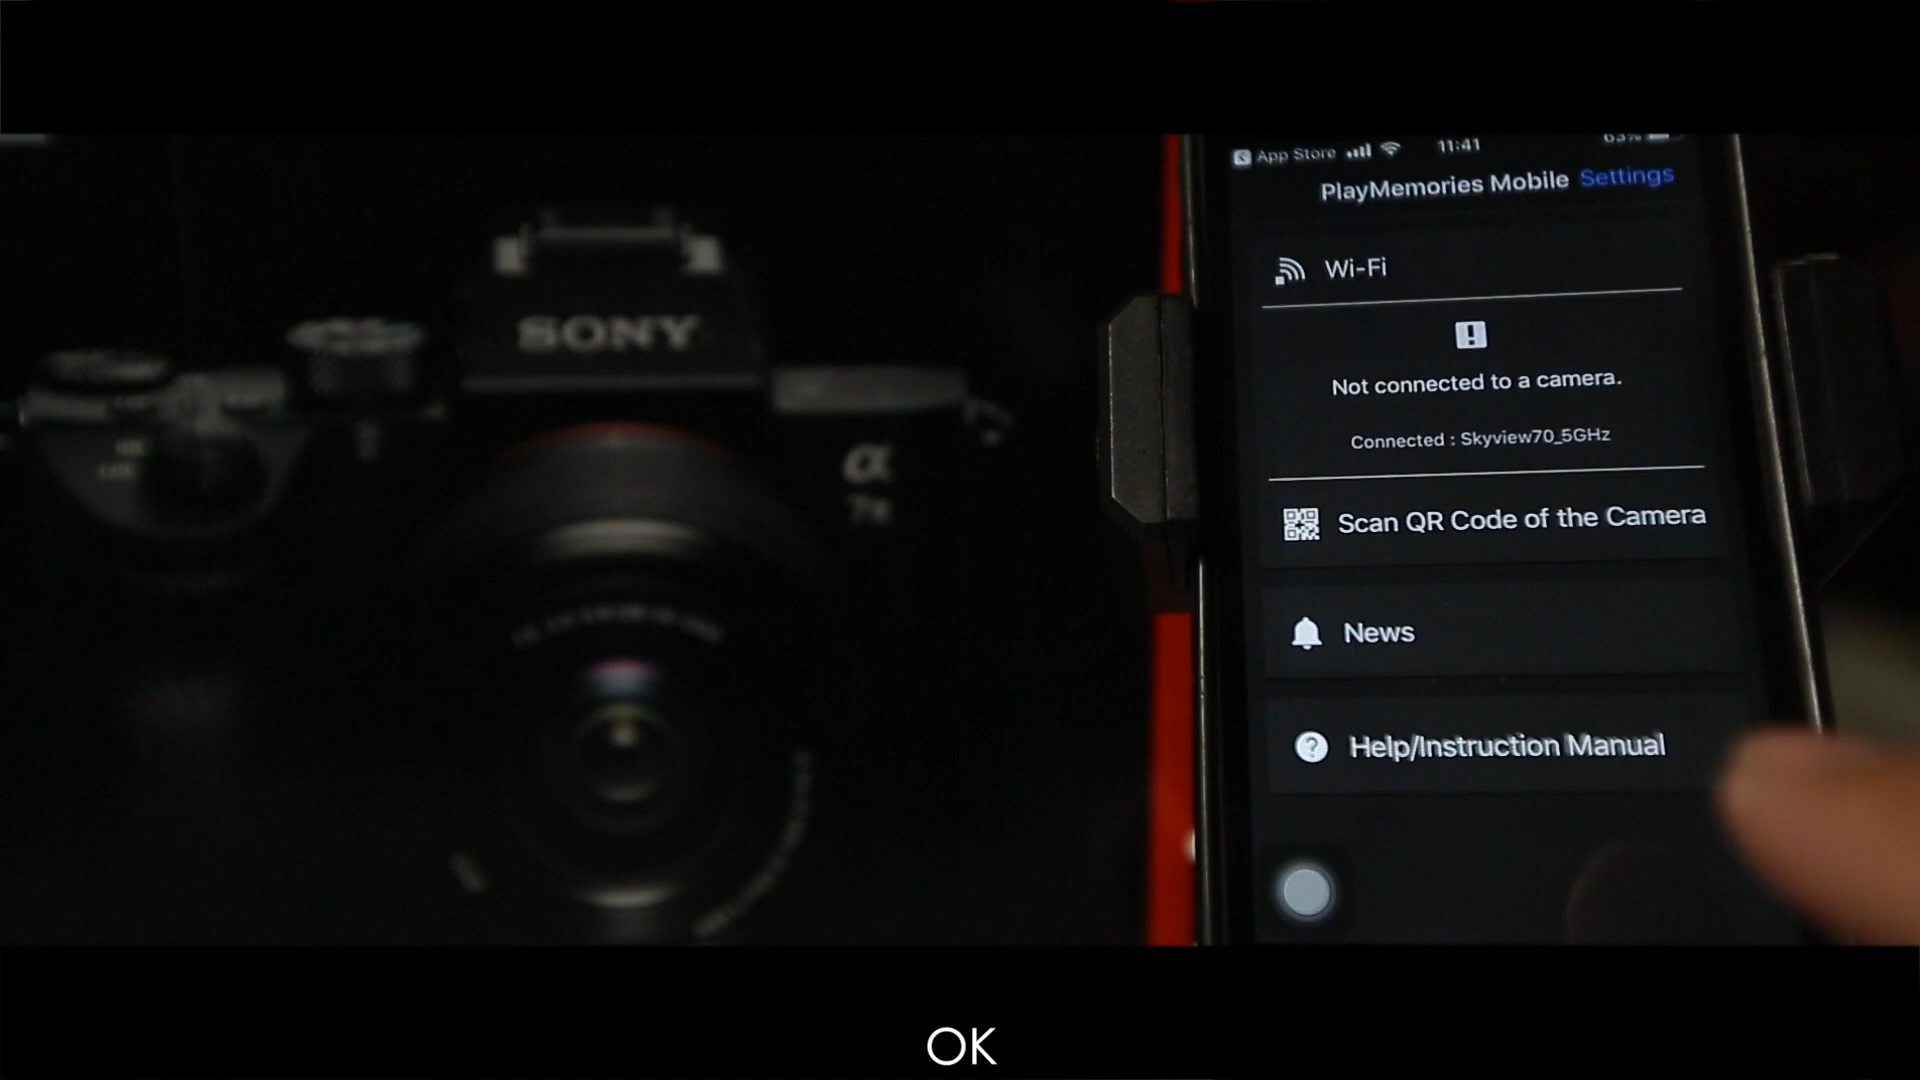 App Store 11:41 63%
PlayMemories Mobile Settings
Wi-Fi
Not connected to a camera.
Connected : Skyview70_5GHz
Scan QR Code of the Camera
News
Help/Instruction Manual
SONY
α
OK